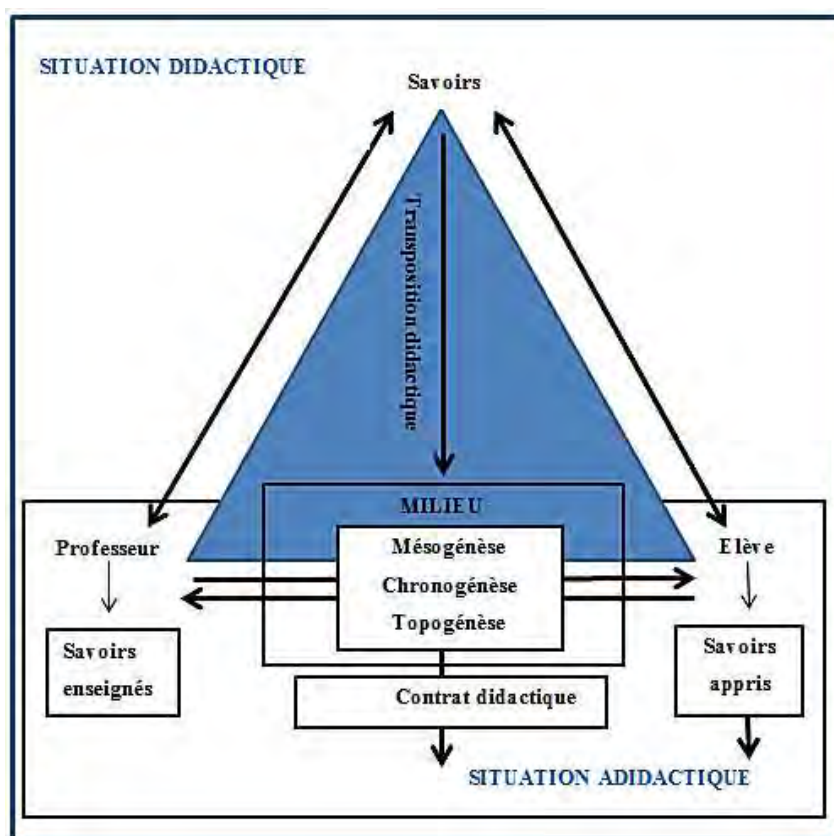 SITUATION DIDACTIQUE
Savoirs
Transposition didactique
MILIEU
Professeur
Mésogénèse
Elève
Chronogénèse
Topogénèse
Savoirs
enseignés
Savoirs
appris
Contrat didactique
SITUATION ADIDACTIQUE